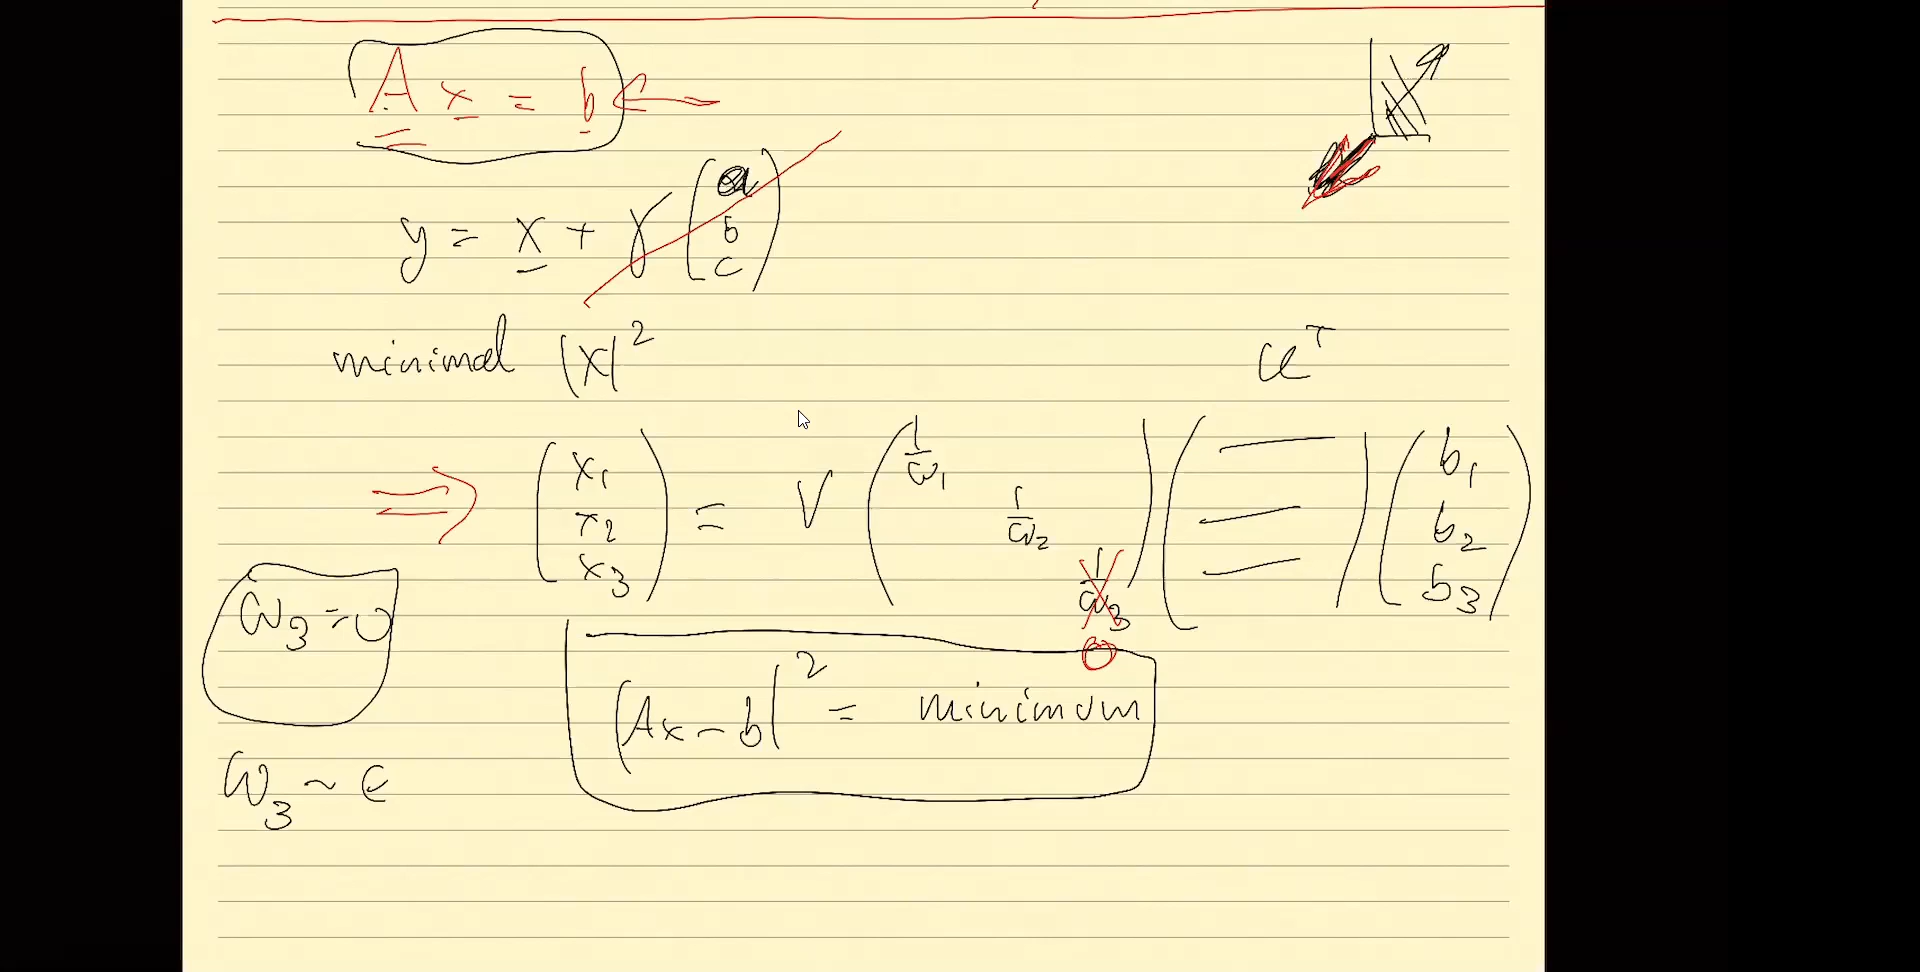 A x = b ←
y = x + γ (a b c)
minimal |x|²
u^T
⇒ (x₁ x₂ x₃) = V (1/ω₁ 1/ω₂ 1/ω₃ 0) ( ) (b₁ b₂ b₃)
ω₃ = 0
|Ax - b|² = minimum
ω₃ ~ ε